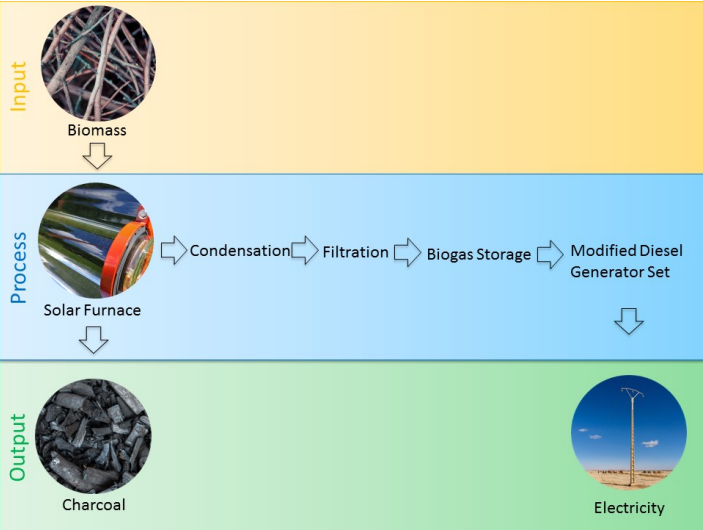 Input
Biomass
Process
Solar Furnace
Condensation
Filtration
Biogas Storage
Modified Diesel
Generator Set
Output
Charcoal
Electricity